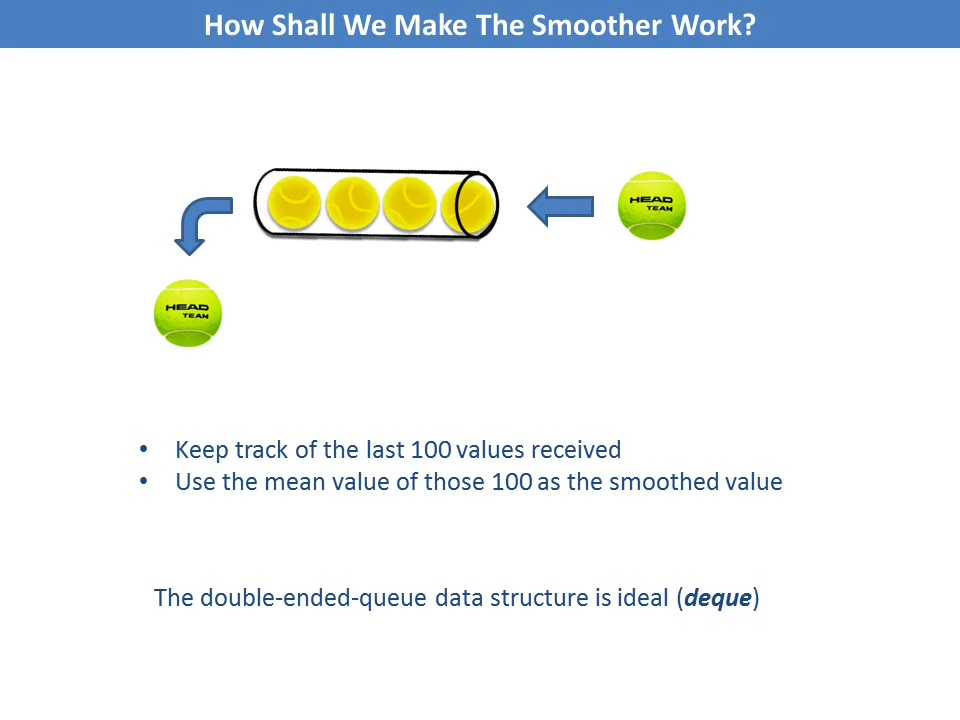 How Shall We Make The Smoother Work?
HEAD
TEAM
HEAD
TEAM
• Keep track of the last 100 values received
• Use the mean value of those 100 as the smoothed value
The double-ended-queue data structure is ideal (deque)